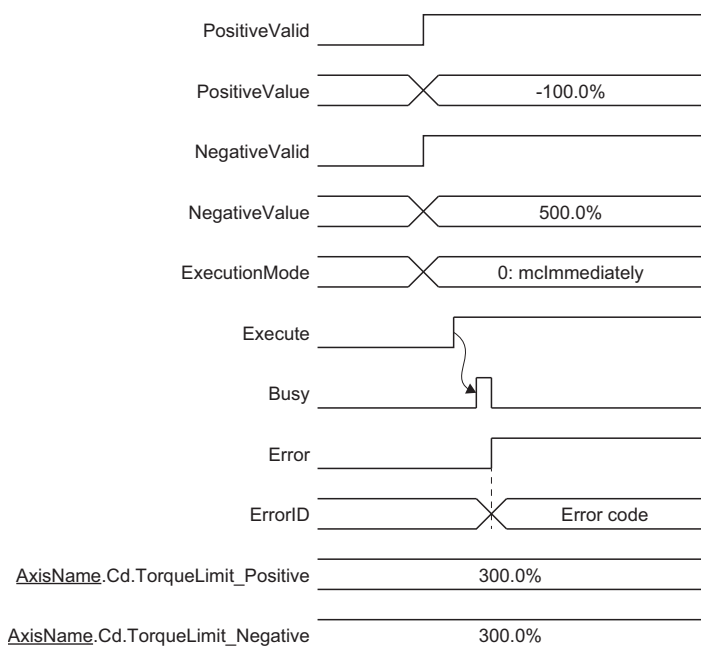 PositiveValid
PositiveValue -100.0%
NegativeValid
NegativeValue 500.0%
ExecutionMode 0: mcImmediately
Execute
Busy
Error
ErrorID Error code
AxisName.Cd.TorqueLimit_Positive 300.0%
AxisName.Cd.TorqueLimit_Negative 300.0%